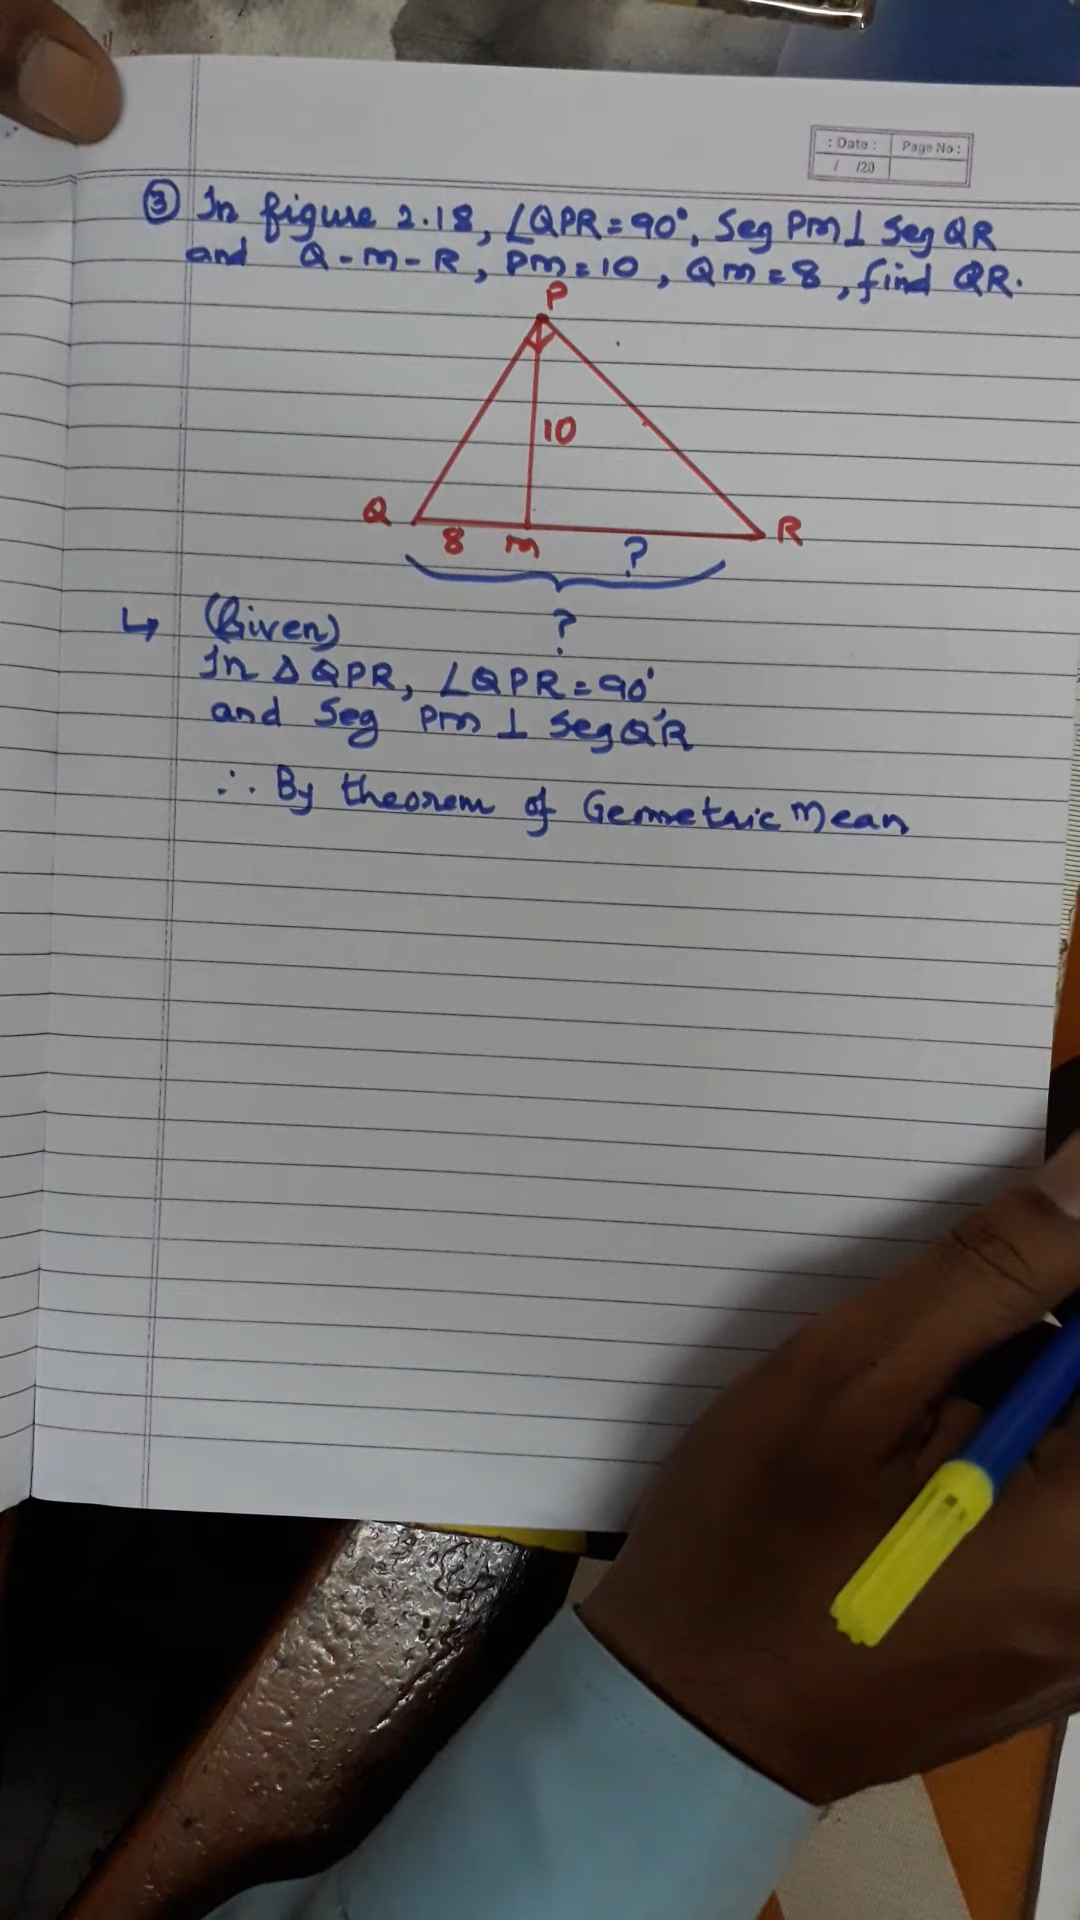 : Date : Page No :
/ /20
③ In figure 2.18, ∠QPR=90°, Seg PM⊥ Seg QR
and Q-M-R, PM=10, QM=8, find QR.
P
10
Q 8 M ? R
?
↳ (Given)
In △QPR, ∠QPR=90°
and Seg PM ⊥ Seg QR
∴ By theorem of Geometric Mean